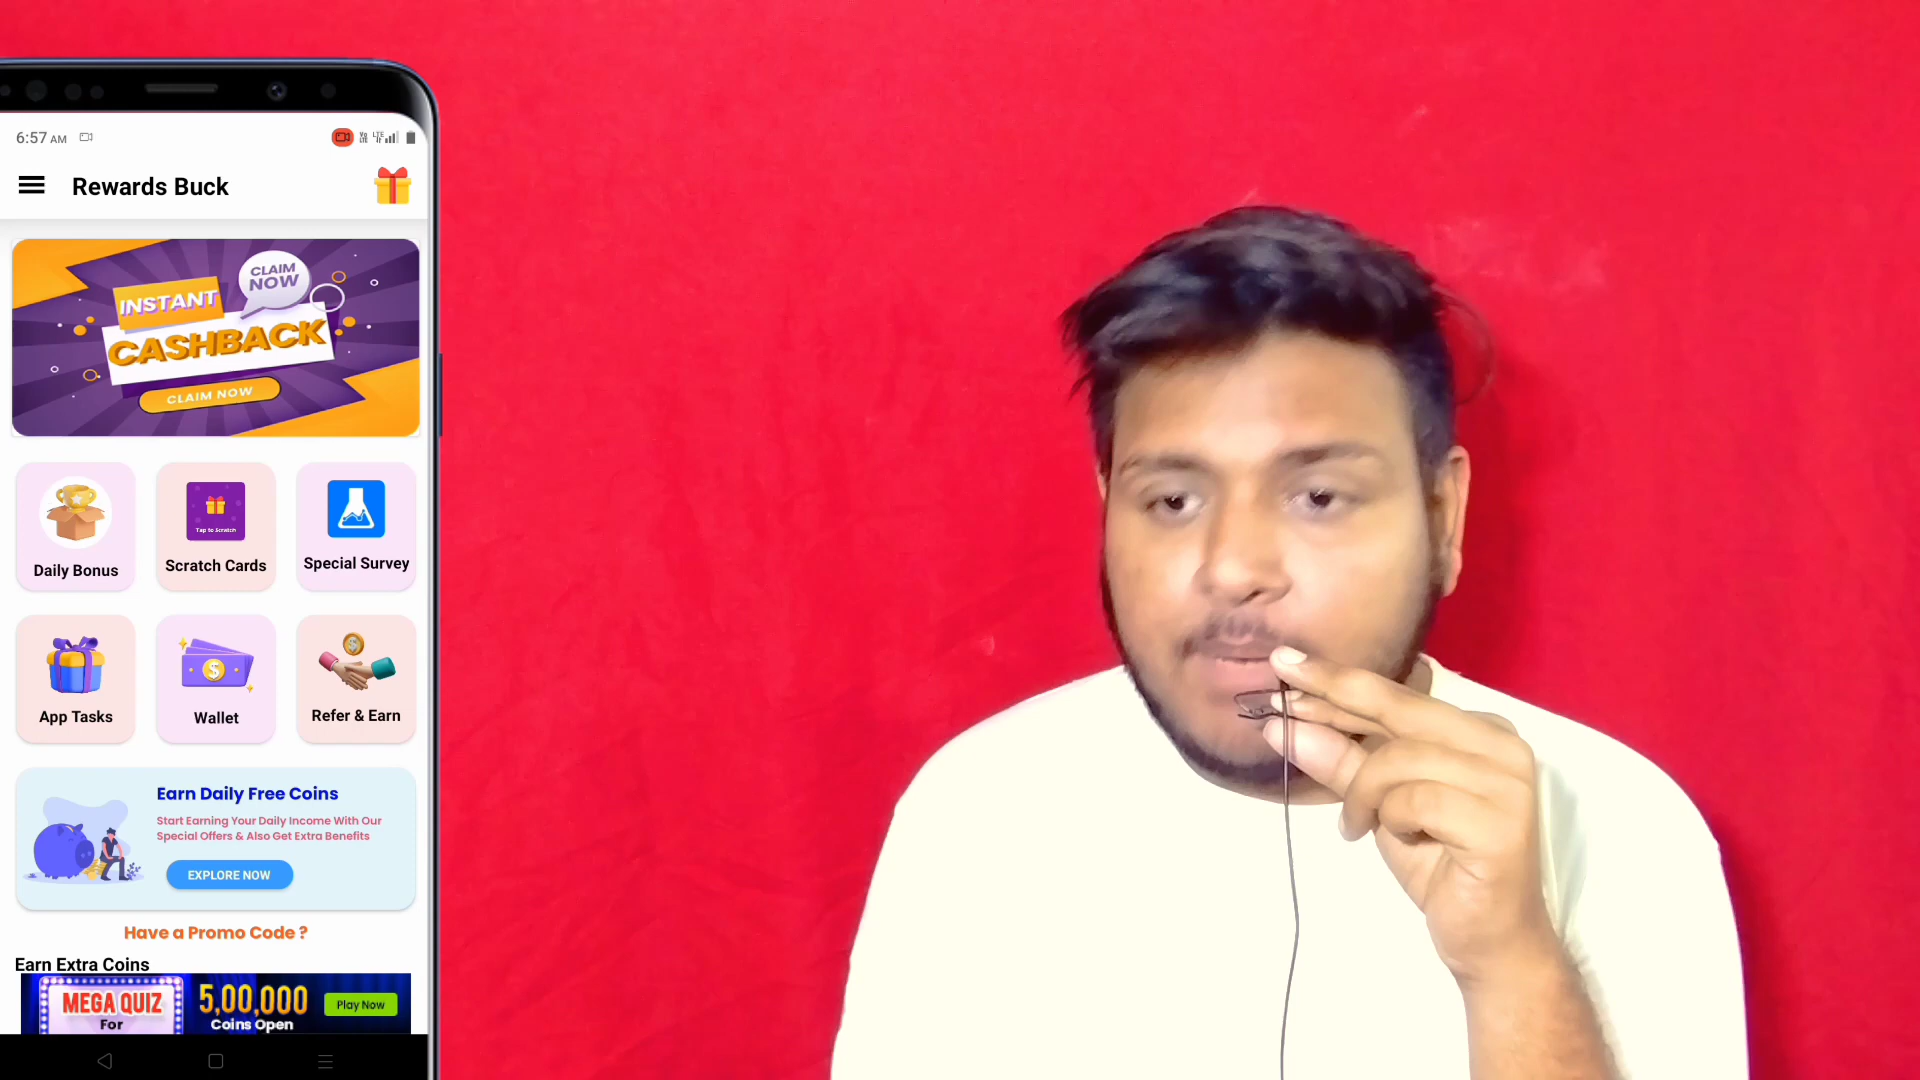 6:57 AM
Rewards Buck
CLAIM
NOW
INSTANT
CASHBACK
CLAIM NOW
Tap to Scratch
Daily Bonus
Scratch Cards
Special Survey
App Tasks
Wallet
Refer & Earn
Earn Daily Free Coins
Start Earning Your Daily Income With Our
Special Offers & Also Get Extra Benefits
EXPLORE NOW
Have a Promo Code ?
Earn Extra Coins
MEGA QUIZ
For
5,00,000
Coins Open
Play Now